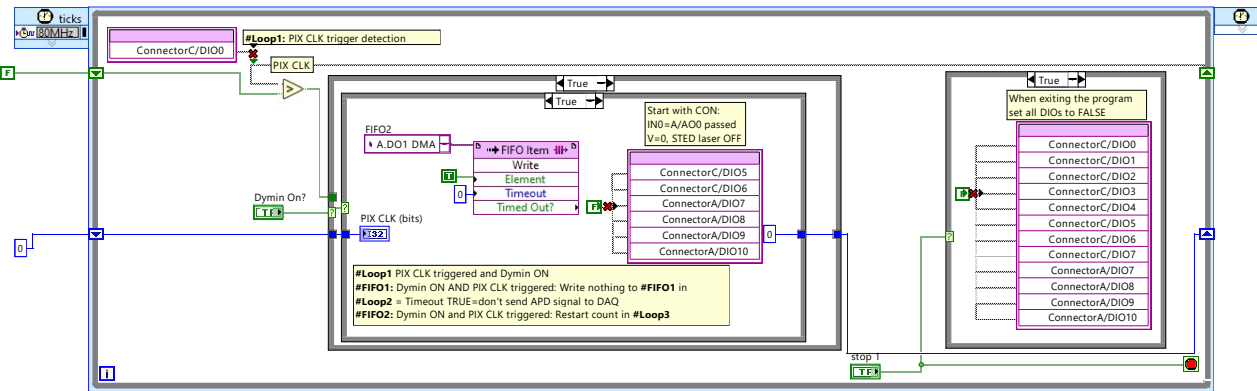 ticks
80MHz
ConnectorC/DIO0
#Loop1: PIX CLK trigger detection
PIX CLK
F
>
True
True
FIFO2
A.DO1 DMA
FIFO Item
Write
Element
Timeout
Timed Out?
T
0
Start with CON:
IN0=A/AO0 passed
V=0, STED laser OFF
ConnectorC/DIO5
ConnectorC/DIO6
ConnectorA/DIO7
ConnectorA/DIO8
ConnectorA/DIO9
ConnectorA/DIO10
F
0
Dymin On?
TF
?
?
PIX CLK (bits)
I32
0
#Loop1 PIX CLK triggered and Dymin ON
#FIFO1: Dymin ON AND PIX CLK triggered: Write nothing to #FIFO1 in
#Loop2 = Timeout TRUE=don't send APD signal to DAQ
#FIFO2: Dymin ON and PIX CLK triggered: Restart count in #Loop3
True
When exiting the program
set all DIOs to FALSE
ConnectorC/DIO0
ConnectorC/DIO1
ConnectorC/DIO2
ConnectorC/DIO3
ConnectorC/DIO4
ConnectorC/DIO5
ConnectorC/DIO6
ConnectorC/DIO7
ConnectorA/DIO7
ConnectorA/DIO8
ConnectorA/DIO9
ConnectorA/DIO10
?
stop 1
TF
i